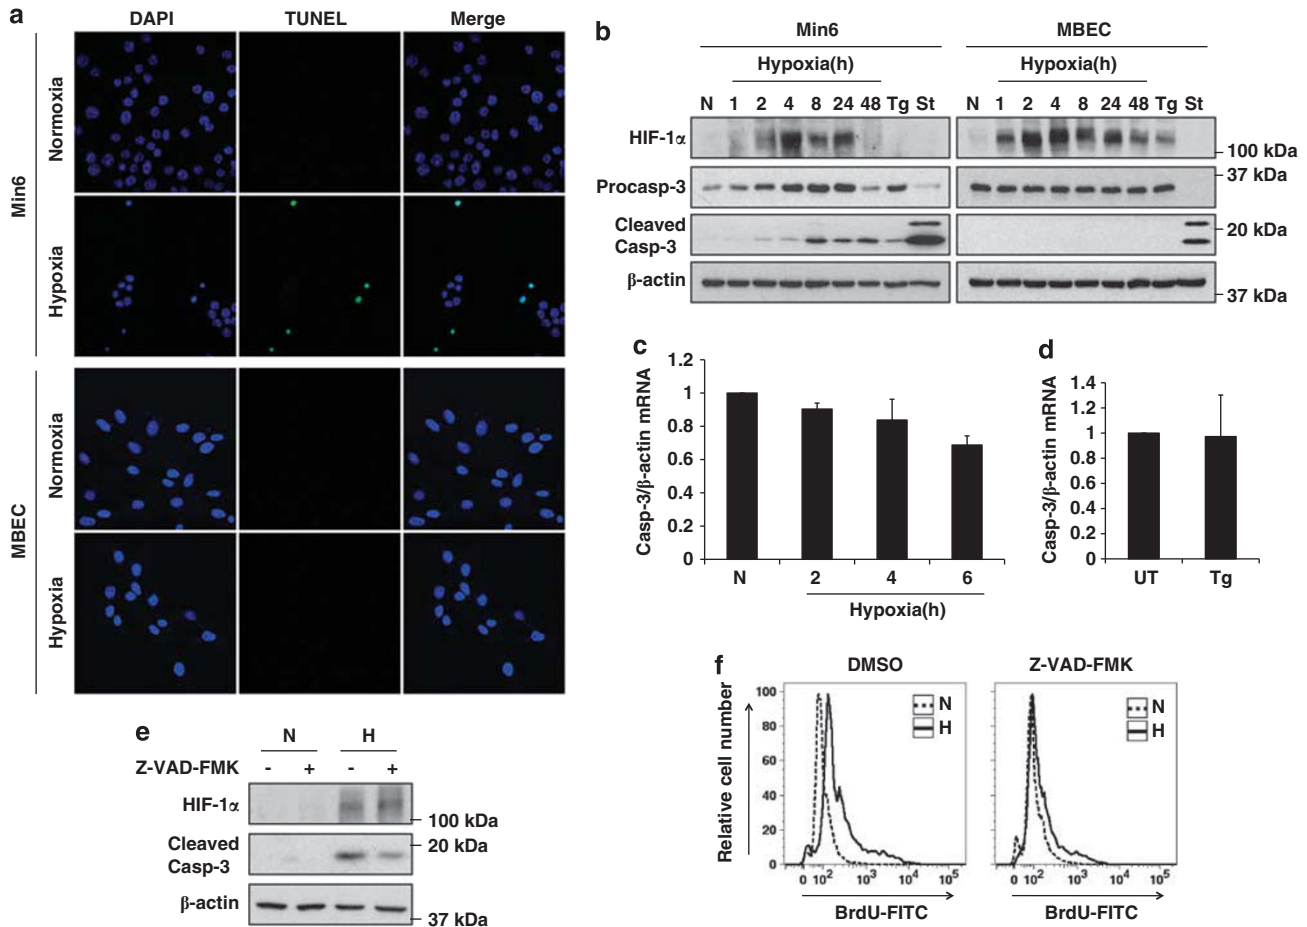 a
DAPI TUNEL Merge
Min6
Normoxia
Hypoxia
MBEC
Normoxia
Hypoxia
b
Min6 MBEC
Hypoxia(h) Hypoxia(h)
N 1 2 4 8 24 48 Tg St N 1 2 4 8 24 48 Tg St
HIF-1α
100 kDa
37 kDa
Procasp-3
Cleaved
Casp-3
20 kDa
β-actin
37 kDa
c
Casp-3/β-actin mRNA
1.2
1
0.8
0.6
0.4
0.2
0
N 2 4 6
Hypoxia(h)
d
Casp-3/β-actin mRNA
1.4
1.2
1
0.8
0.6
0.4
0.2
0
UT Tg
e
N H
Z-VAD-FMK - + - +
HIF-1α
100 kDa
Cleaved
Casp-3
20 kDa
β-actin
37 kDa
f
DMSO Z-VAD-FMK
Relative cell number
100
80
60
40
20
0
N
H
N
H
0 10² 10³ 10⁴ 10⁵ 0 10² 10³ 10⁴ 10⁵
BrdU-FITC BrdU-FITC